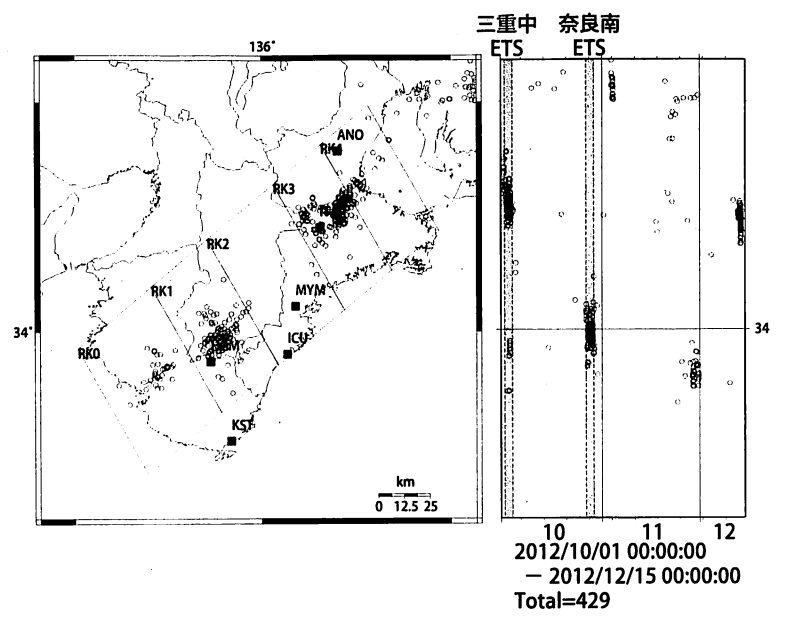 三重中 奈良南
ETS ETS
136°
ANO
RK4
RK3
RK2
RK1
MYM
34°
34
ICU
RK0
KST
km
0 12.5 25
10 11 12
2012/10/01 00:00:00
― 2012/12/15 00:00:00
Total=429